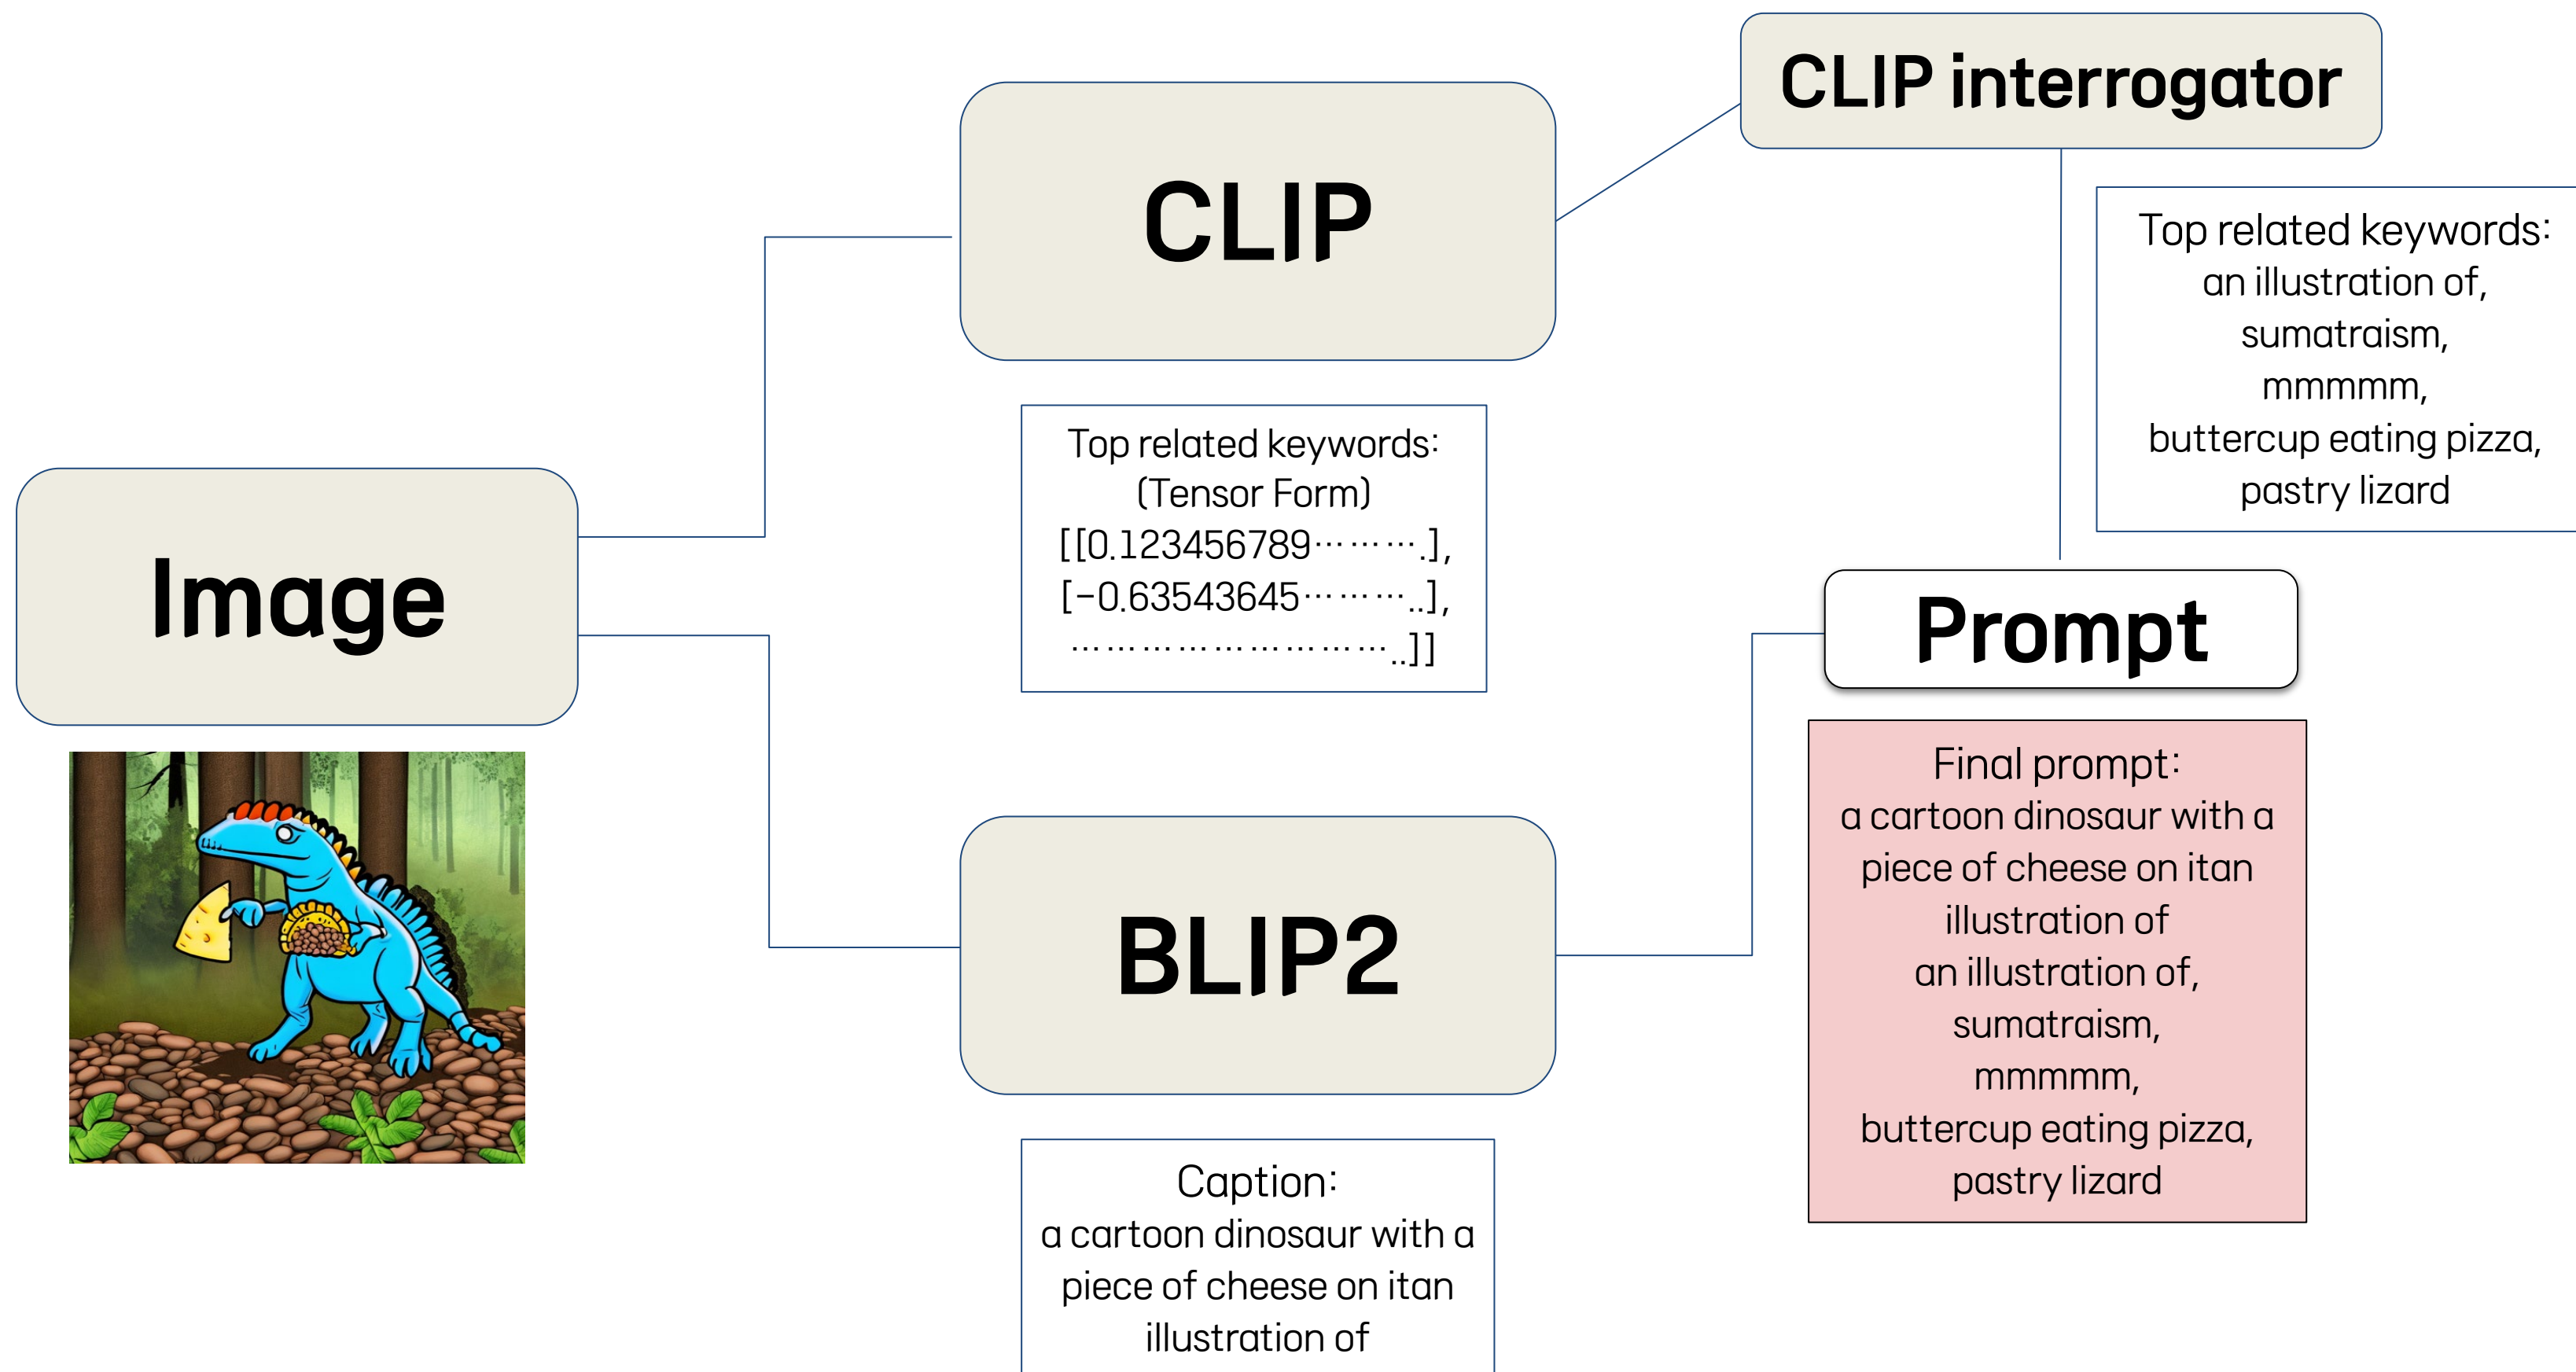 CLIP interrogator
CLIP
Top related keywords:
an illustration of,
sumatraism,
mmmmm,
buttercup eating pizza,
pastry lizard
Top related keywords:
(Tensor Form)
[[0.123456789⋯⋯⋯.],
[-0.63543645⋯⋯⋯..],
⋯⋯⋯⋯⋯⋯⋯⋯⋯..]]
Image
Prompt
Final prompt:
a cartoon dinosaur with a
piece of cheese on itan
illustration of
an illustration of,
sumatraism,
mmmmm,
buttercup eating pizza,
pastry lizard
BLIP2
Caption:
a cartoon dinosaur with a
piece of cheese on itan
illustration of